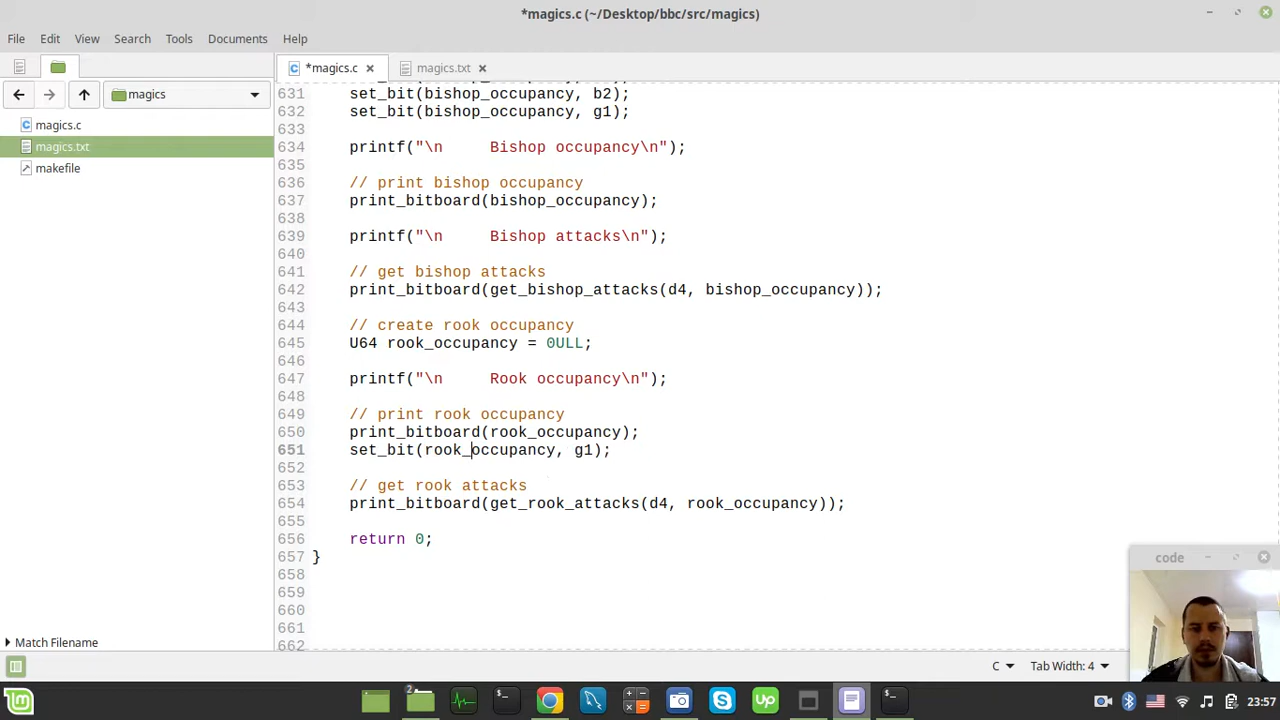 *magics.c (~/Desktop/bbc/src/magics)
File Edit View Search Tools Documents Help
*magics.c
magics.txt
magics
magics.c
magics.txt
makefile
631 set_bit(bishop_occupancy, b2);
632 set_bit(bishop_occupancy, g1);
633
634 printf("\n     Bishop occupancy\n");
635
636 // print bishop occupancy
637 print_bitboard(bishop_occupancy);
638
639 printf("\n     Bishop attacks\n");
640
641 // get bishop attacks
642 print_bitboard(get_bishop_attacks(d4, bishop_occupancy));
643
644 // create rook occupancy
645 U64 rook_occupancy = 0ULL;
646
647 printf("\n     Rook occupancy\n");
648
649 // print rook occupancy
650 print_bitboard(rook_occupancy);
651 set_bit(rook_occupancy, g1);
652
653 // get rook attacks
654 print_bitboard(get_rook_attacks(d4, rook_occupancy));
655
656 return 0;
657 }
658
659
660
661
662
code
Match Filename
C Tab Width: 4
2
Up
23:57